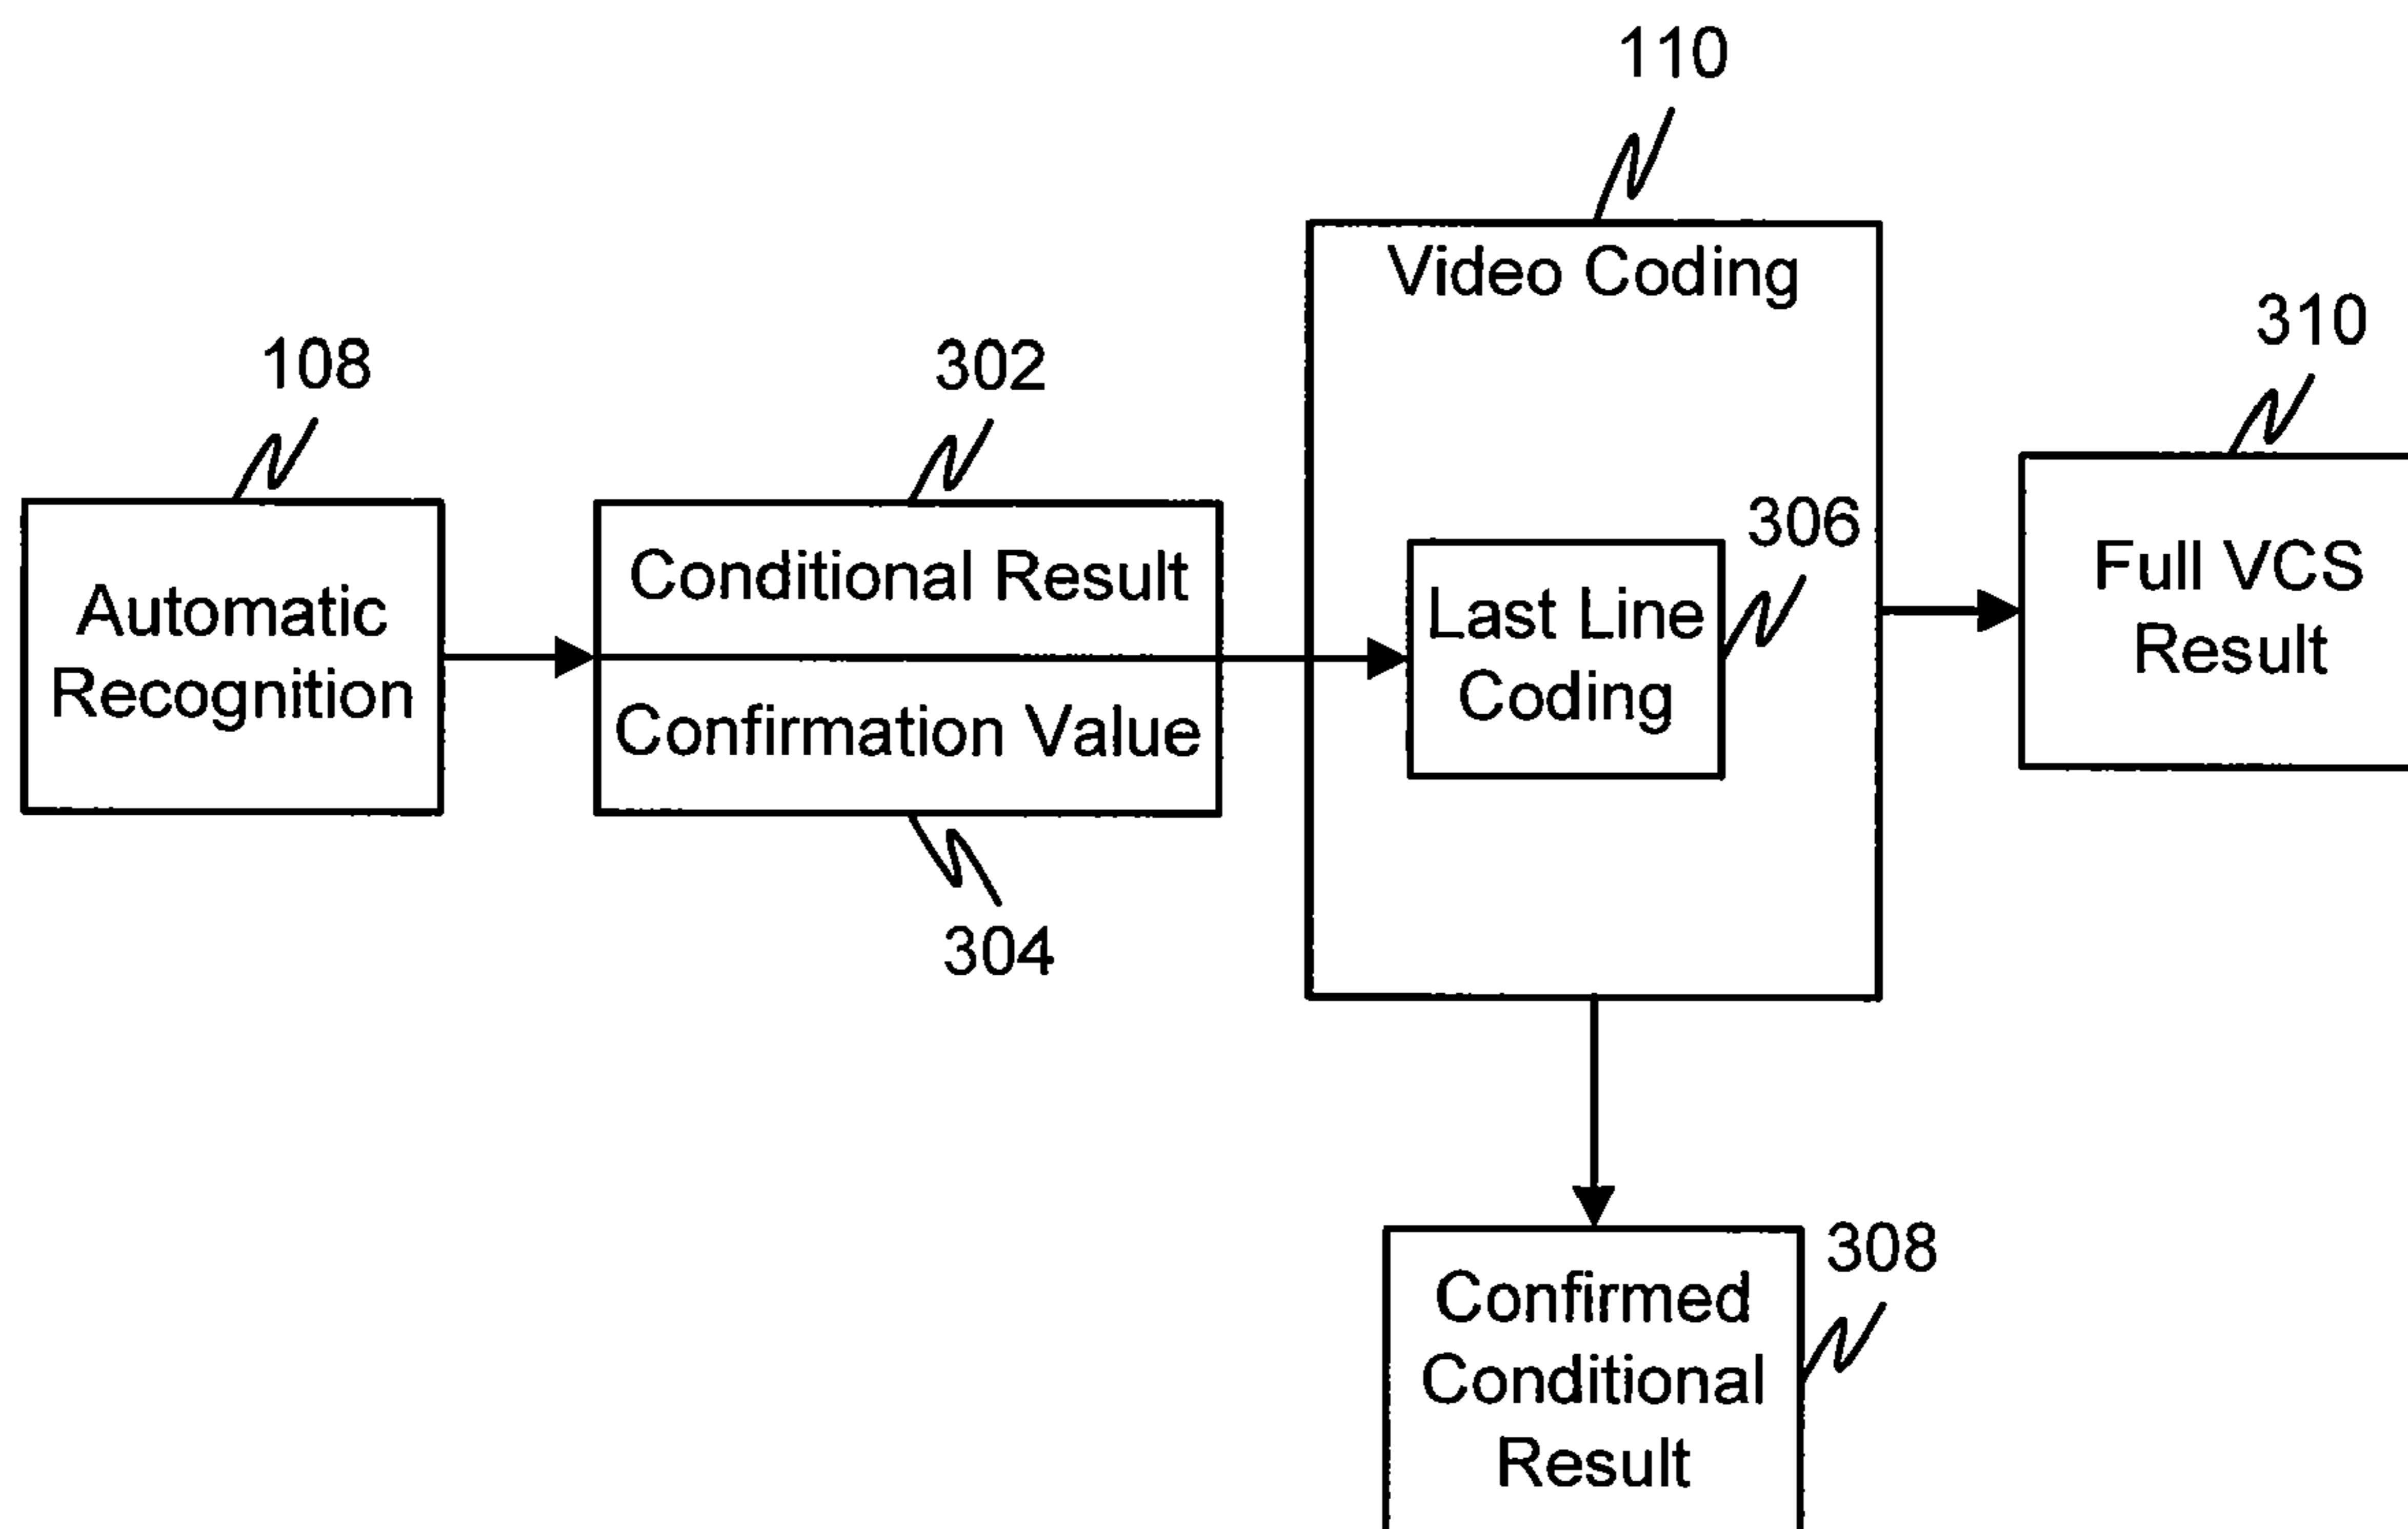 110
Video Coding
310
108
302
306
Full VCS
Result
Automatic
Recognition
Conditional Result
Confirmation Value
Last Line
Coding
304
308
Confirmed
Conditional
Result